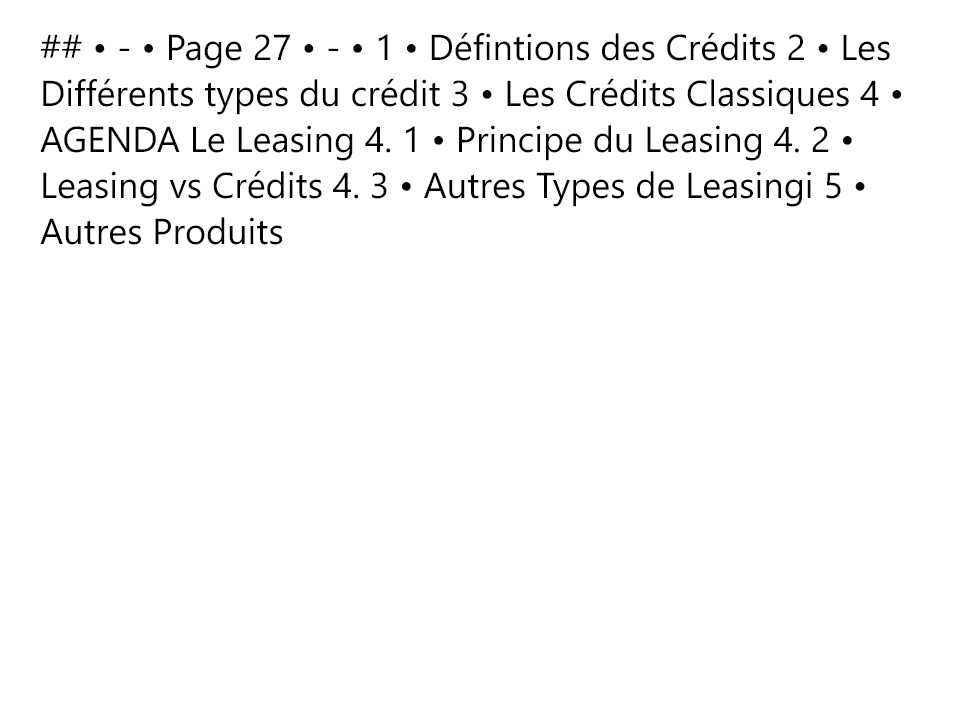 ## • - • Page 27 • - • 1 • Défintions des Crédits 2 • Les
Différents types du crédit 3 • Les Crédits Classiques 4 •
AGENDA Le Leasing 4. 1 • Principe du Leasing 4. 2 •
Leasing vs Crédits 4. 3 • Autres Types de Leasingi 5 •
Autres Produits